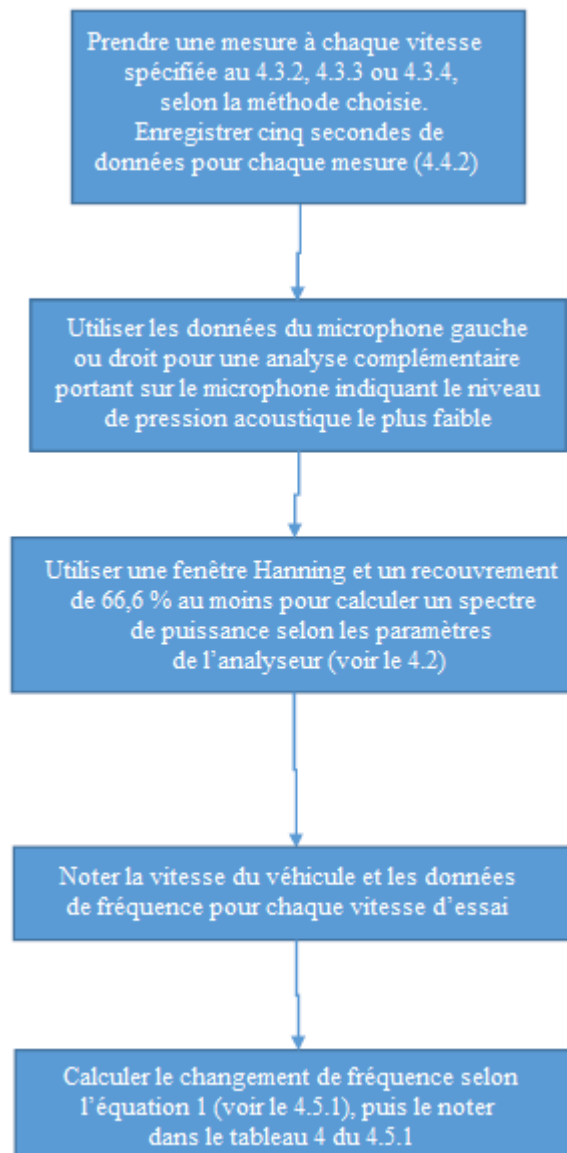 Prendre une mesure à chaque vitesse
spécifiée au 4.3.2, 4.3.3 ou 4.3.4,
selon la méthode choisie.
Enregistrer cinq secondes de
données pour chaque mesure (4.4.2)
Utiliser les données du microphone gauche
ou droit pour une analyse complémentaire
portant sur le microphone indiquant le niveau
de pression acoustique le plus faible
Utiliser une fenêtre Hanning et un recouvrement
de 66,6 % au moins pour calculer un spectre
de puissance selon les paramètres
de l’analyseur (voir le 4.2)
Noter la vitesse du véhicule et les données
de fréquence pour chaque vitesse d’essai
Calculer le changement de fréquence selon
l’équation 1 (voir le 4.5.1), puis le noter
dans le tableau 4 du 4.5.1